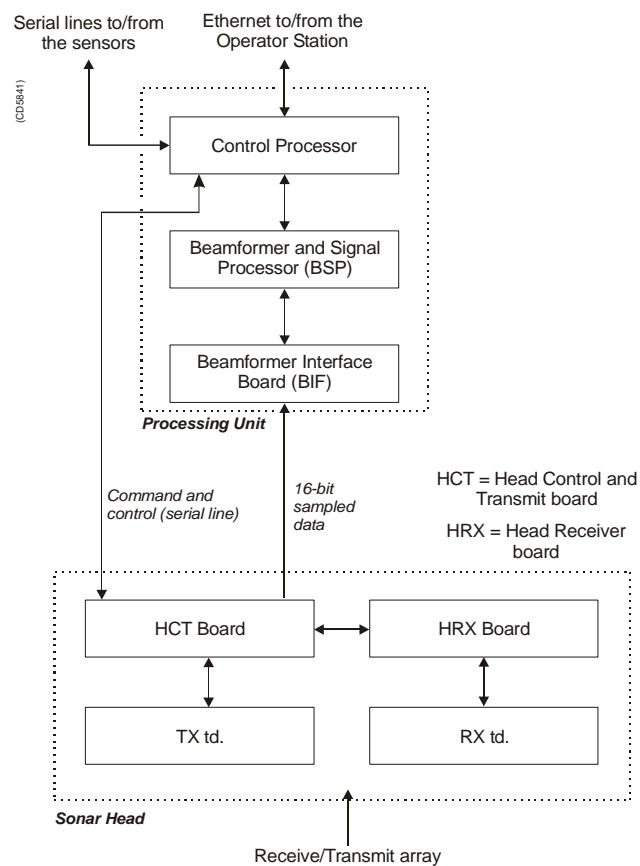 Serial lines to/from
the sensors
Ethernet to/from the
Operator Station
(CD5841)
Control Processor
Beamformer and Signal
Processor (BSP)
Beamformer Interface
Board (BIF)
Processing Unit
Command and
control (serial line)
16-bit
sampled
data
HCT = Head Control and
Transmit board
HRX = Head Receiver
board
HCT Board
HRX Board
TX td.
RX td.
Sonar Head
Receive/Transmit array